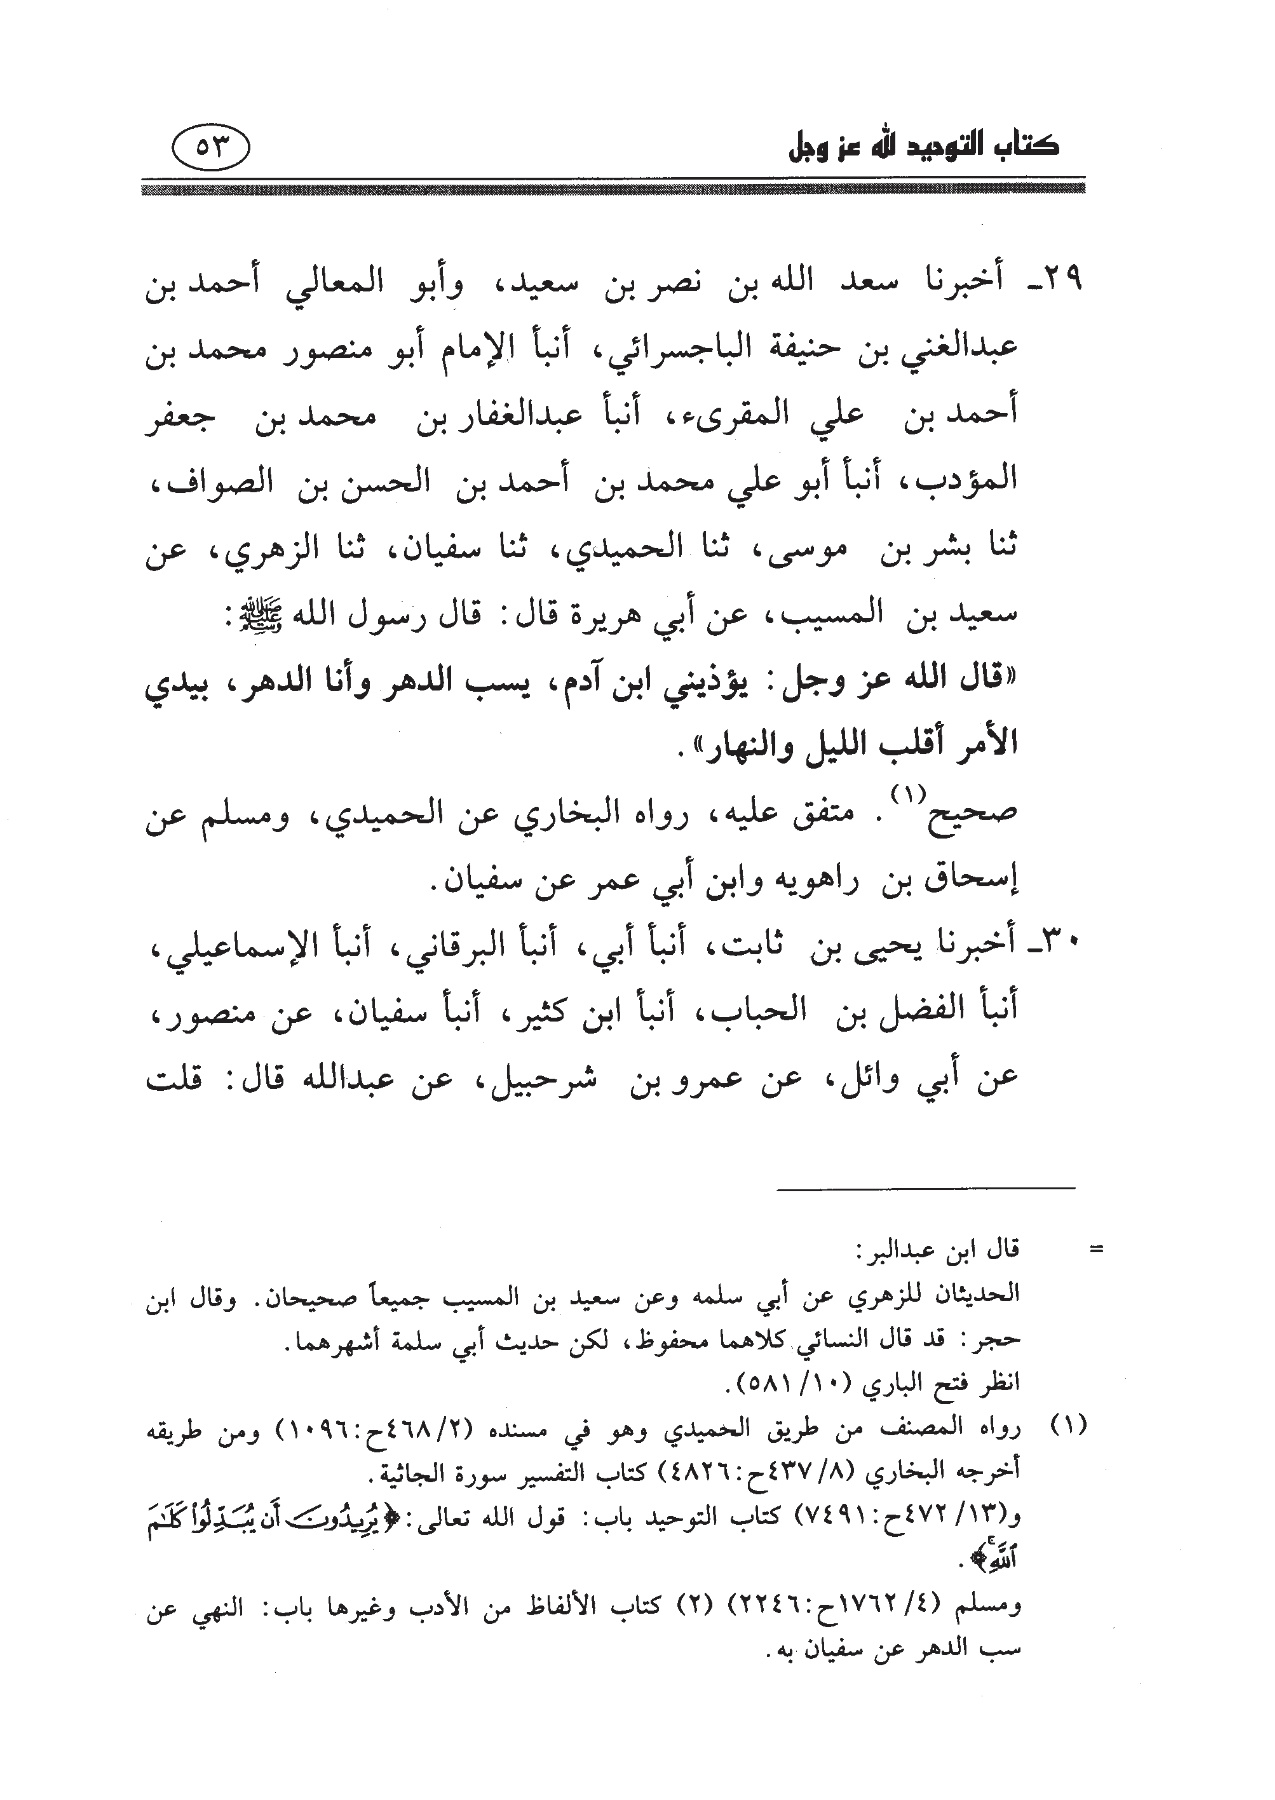 كتاب التوحيد لله عز وجل
٥٣
٢٩ـ أخبرنا سعد الله بن نصر بن سعيد، وأبو المعالي أحمد بن
عبدالغني بن حنيفة الباجسرائي، أنبأ الإمام أبو منصور محمد بن
أحمد بن علي المقرىء، أنبأ عبدالغفار بن محمد بن جعفر
المؤدب، أنبأ أبو علي محمد بن أحمد بن الحسن بن الصواف،
ثنا بشر بن موسى، ثنا الحميدي، ثنا سفيان، ثنا الزهري، عن
سعيد بن المسيب، عن أبي هريرة قال: قال رسول الله ﷺ:
«قال الله عز وجل: يؤذيني ابن آدم، يسب الدهر وأنا الدهر، بيدي
الأمر أقلب الليل والنهار».
صحيح(١). متفق عليه، رواه البخاري عن الحميدي، ومسلم عن
إسحاق بن راهويه وابن أبي عمر عن سفيان.
٣٠ـ أخبرنا يحيى بن ثابت، أنبأ أبي، أنبأ البرقاني، أنبأ الإسماعيلي،
أنبأ الفضل بن الحباب، أنبأ ابن كثير، أنبأ سفيان، عن منصور،
عن أبي وائل، عن عمرو بن شرحبيل، عن عبدالله قال: قلت
= قال ابن عبدالبر:
الحديثان للزهري عن أبي سلمه وعن سعيد بن المسيب جميعاً صحيحان. وقال ابن
حجر: قد قال النسائي كلاهما محفوظ، لكن حديث أبي سلمة أشهرهما.
انظر فتح الباري (١٠/ ٥٨١).
(١) رواه المصنف من طريق الحميدي وهو في مسنده (٢/ ٤٦٨ح:١٠٩٦) ومن طريقه
أخرجه البخاري (٨/ ٤٣٧ح:٤٨٢٦) كتاب التفسير سورة الجاثية.
و(١٣/ ٤٧٢ح:٧٤٩١) كتاب التوحيد باب: قول الله تعالى: ﴿يُرِيدُونَ أَن يُبَدِّلُوا۟ كَلَـٰمَ
ٱللَّهِ﴾.
ومسلم (٤/ ١٧٦٢ح:٢٢٤٦) (٢) كتاب الألفاظ من الأدب وغيرها باب: النهي عن
سب الدهر عن سفيان به.